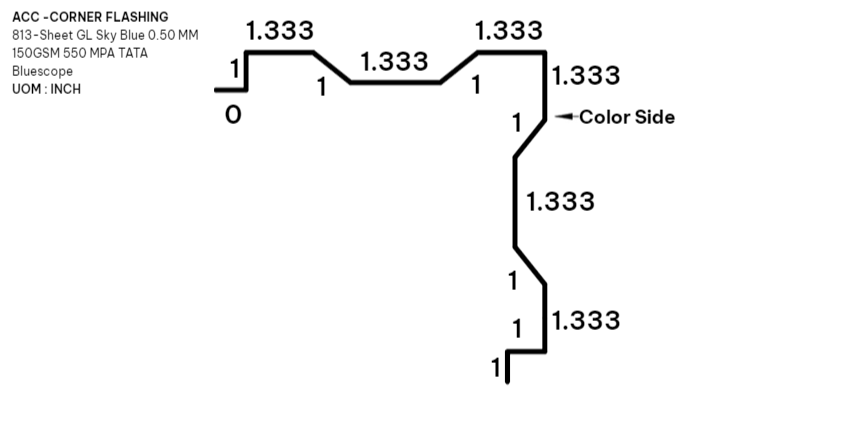 ACC -CORNER FLASHING
813-Sheet GL Sky Blue 0.50 MM
150GSM 550 MPA TATA
Bluescope
UOM : INCH
1.333
1.333
1
1.333
1.333
1
1
0
1
Color Side
1.333
1
1
1.333
1